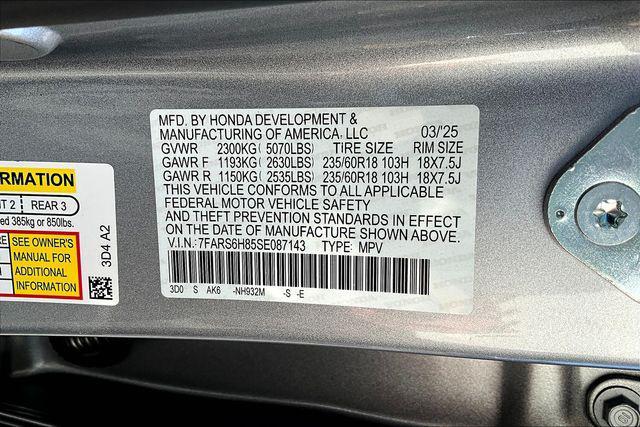 MFD. BY HONDA DEVELOPMENT &
MANUFACTURING OF AMERICA, LLC 03/'25
GVWR 2300KG( 5070LBS) TIRE SIZE RIM SIZE
GAWR F 1193KG( 2630LBS) 235/60R18 103H 18X7.5J
GAWR R 1150KG( 2535LBS) 235/60R18 103H 18X7.5J
THIS VEHICLE CONFORMS TO ALL APPLICABLE
FEDERAL MOTOR VEHICLE SAFETY
AND THEFT PREVENTION STANDARDS IN EFFECT
ON THE DATE OF MANUFACTURE SHOWN ABOVE.
V.I.N.: 7FARS6H85SE087143 TYPE: MPV
3D0 S AK6 -NH932M -S -E
2 REAR 3
385kg or 850lbs.
SEE OWNER'S
MANUAL FOR
ADDITIONAL
INFORMATION
3D4 A2